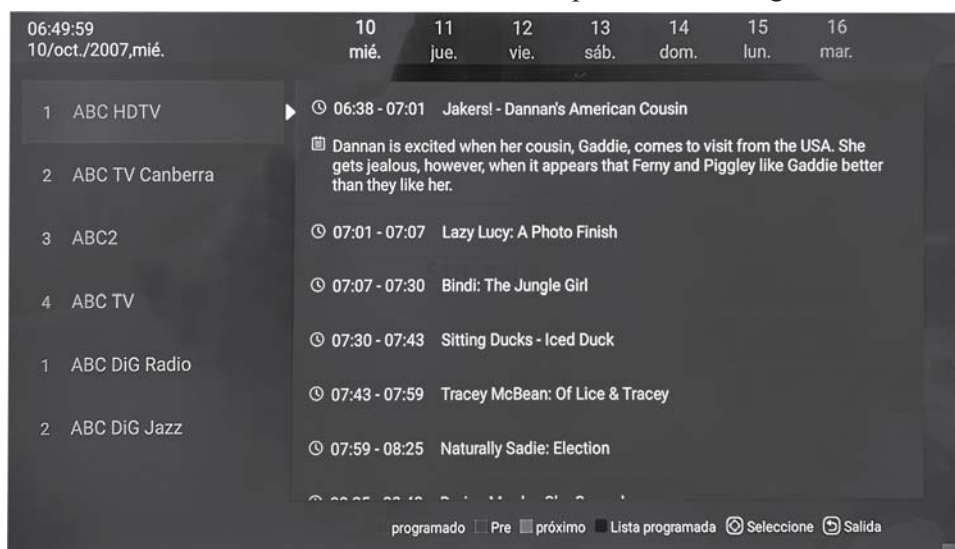 06:49:59
10/oct./2007,mié.
10 11 12 13 14 15 16
mié. jue. vie. sáb. dom. lun. mar.
1 ABC HDTV
2 ABC TV Canberra
3 ABC2
4 ABC TV
1 ABC DiG Radio
2 ABC DiG Jazz
06:38 - 07:01 Jakers! - Dannan's American Cousin
Dannan is excited when her cousin, Gaddie, comes to visit from the USA. She
gets jealous, however, when it appears that Ferny and Piggley like Gaddie better
than they like her.
07:01 - 07:07 Lazy Lucy: A Photo Finish
07:07 - 07:30 Bindi: The Jungle Girl
07:30 - 07:43 Sitting Ducks - Iced Duck
07:43 - 07:59 Tracey McBean: Of Lice & Tracey
07:59 - 08:25 Naturally Sadie: Election
programado Pre próximo Lista programada Seleccione Salida